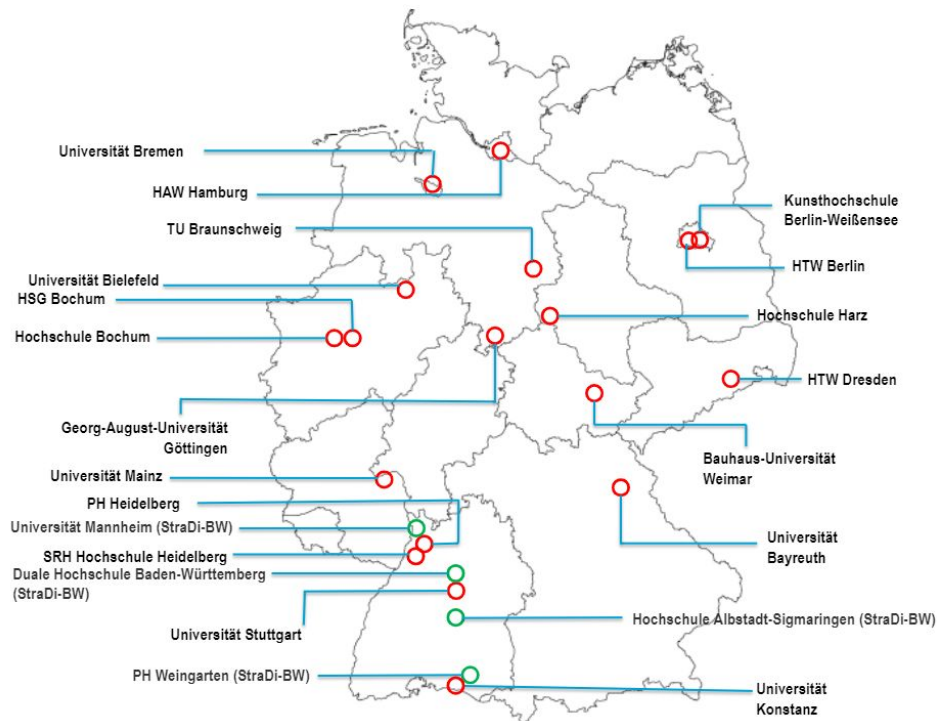 Universität Bremen
HAW Hamburg
Kunsthochschule
Berlin-Weißensee
TU Braunschweig
HTW Berlin
Universität Bielefeld
HSG Bochum
Hochschule Harz
Hochschule Bochum
HTW Dresden
Georg-August-Universität
Göttingen
Bauhaus-Universität
Weimar
Universität Mainz
PH Heidelberg
Universität Mannheim (StraDi-BW)
Universität
Bayreuth
SRH Hochschule Heidelberg
Duale Hochschule Baden-Württemberg
(StraDi-BW)
Hochschule Albstadt-Sigmaringen (StraDi-BW)
Universität Stuttgart
PH Weingarten (StraDi-BW)
Universität
Konstanz